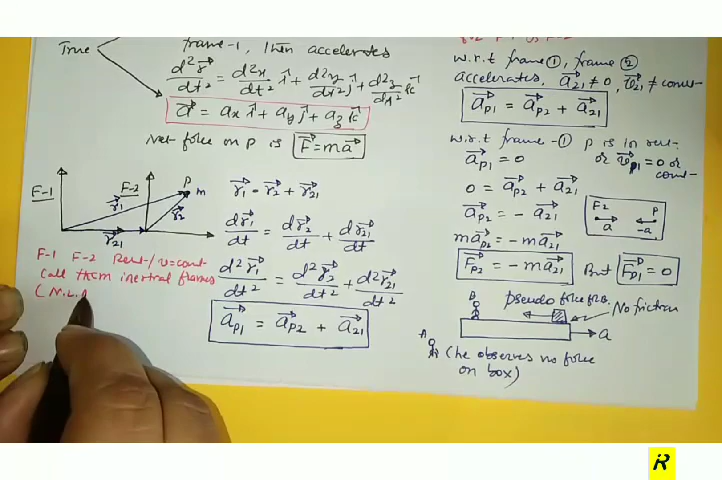 frame-1, Then accelerates
True
d²r⃗/dt² = d²x/dt² i⃗ + d²y/dt² j⃗ + d²z/dt² k⃗
a⃗ = ax i⃗ + ay j⃗ + az k⃗
Net force on p is F⃗ = ma⃗
F-1
F-2
P
m
r⃗1
r⃗2
r⃗21
F-1 F-2 Rest/v=const
call them inertial frames
(N.L.
r⃗1 = r⃗2 + r⃗21
dr⃗1/dt = dr⃗2/dt + dr⃗21/dt
d²r⃗1/dt² = d²r⃗2/dt² + d²r⃗21/dt²
a⃗p1 = a⃗p2 + a⃗21
w.r.t frame ①, frame ②
accelerates, a⃗21 ≠ 0, v⃗21 ≠ const
a⃗p1 = a⃗p2 + a⃗21
w.r.t frame-① p is in rest
a⃗p1 = 0 or v⃗p1 = 0 or const
0 = a⃗p2 + a⃗21
a⃗p2 = - a⃗21
F2 P
a -a
ma⃗p2 = -ma⃗21
F⃗p2 = -ma⃗21 But F⃗p1 = 0
B
pseudo force
No friction
a
A
(he observes no force
on box)
R